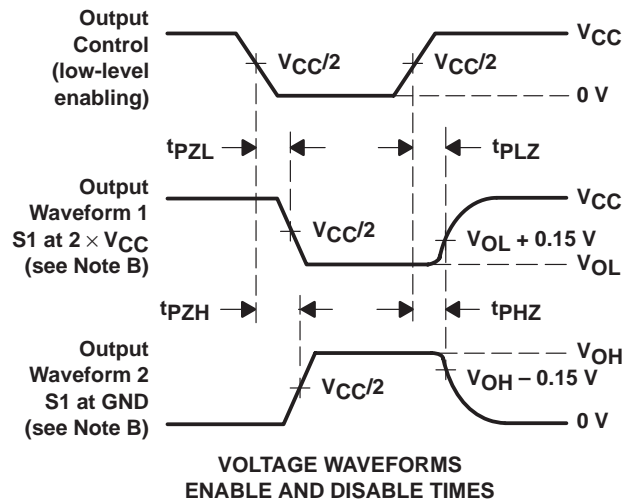 Output
Control
(low-level
enabling)
VCC/2
VCC/2
VCC
0 V
tPZL
tPLZ
Output
Waveform 1
S1 at 2 × VCC
(see Note B)
VCC/2
VCC
VOL + 0.15 V
VOL
tPZH
tPHZ
Output
Waveform 2
S1 at GND
(see Note B)
VCC/2
VOH
VOH – 0.15 V
0 V
VOLTAGE WAVEFORMS
ENABLE AND DISABLE TIMES